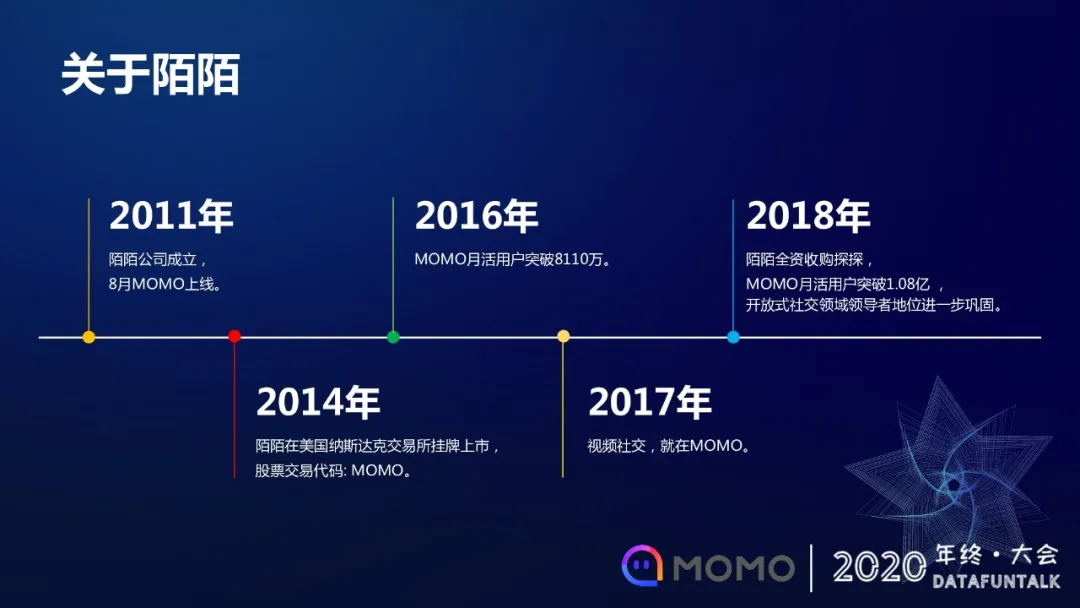 关于陌陌
2011年
陌陌公司成立，
8月MOMO上线。
2016年
MOMO月活用户突破8110万。
2018年
陌陌全资收购探探，
MOMO月活用户突破1.08亿 ，
开放式社交领域领导者地位进一步巩固。
2014年
陌陌在美国纳斯达克交易所挂牌上市，
股票交易代码: MOMO。
2017年
视频社交，就在MOMO。
MOMO
2020 年终·大会
DATAFUNTALK